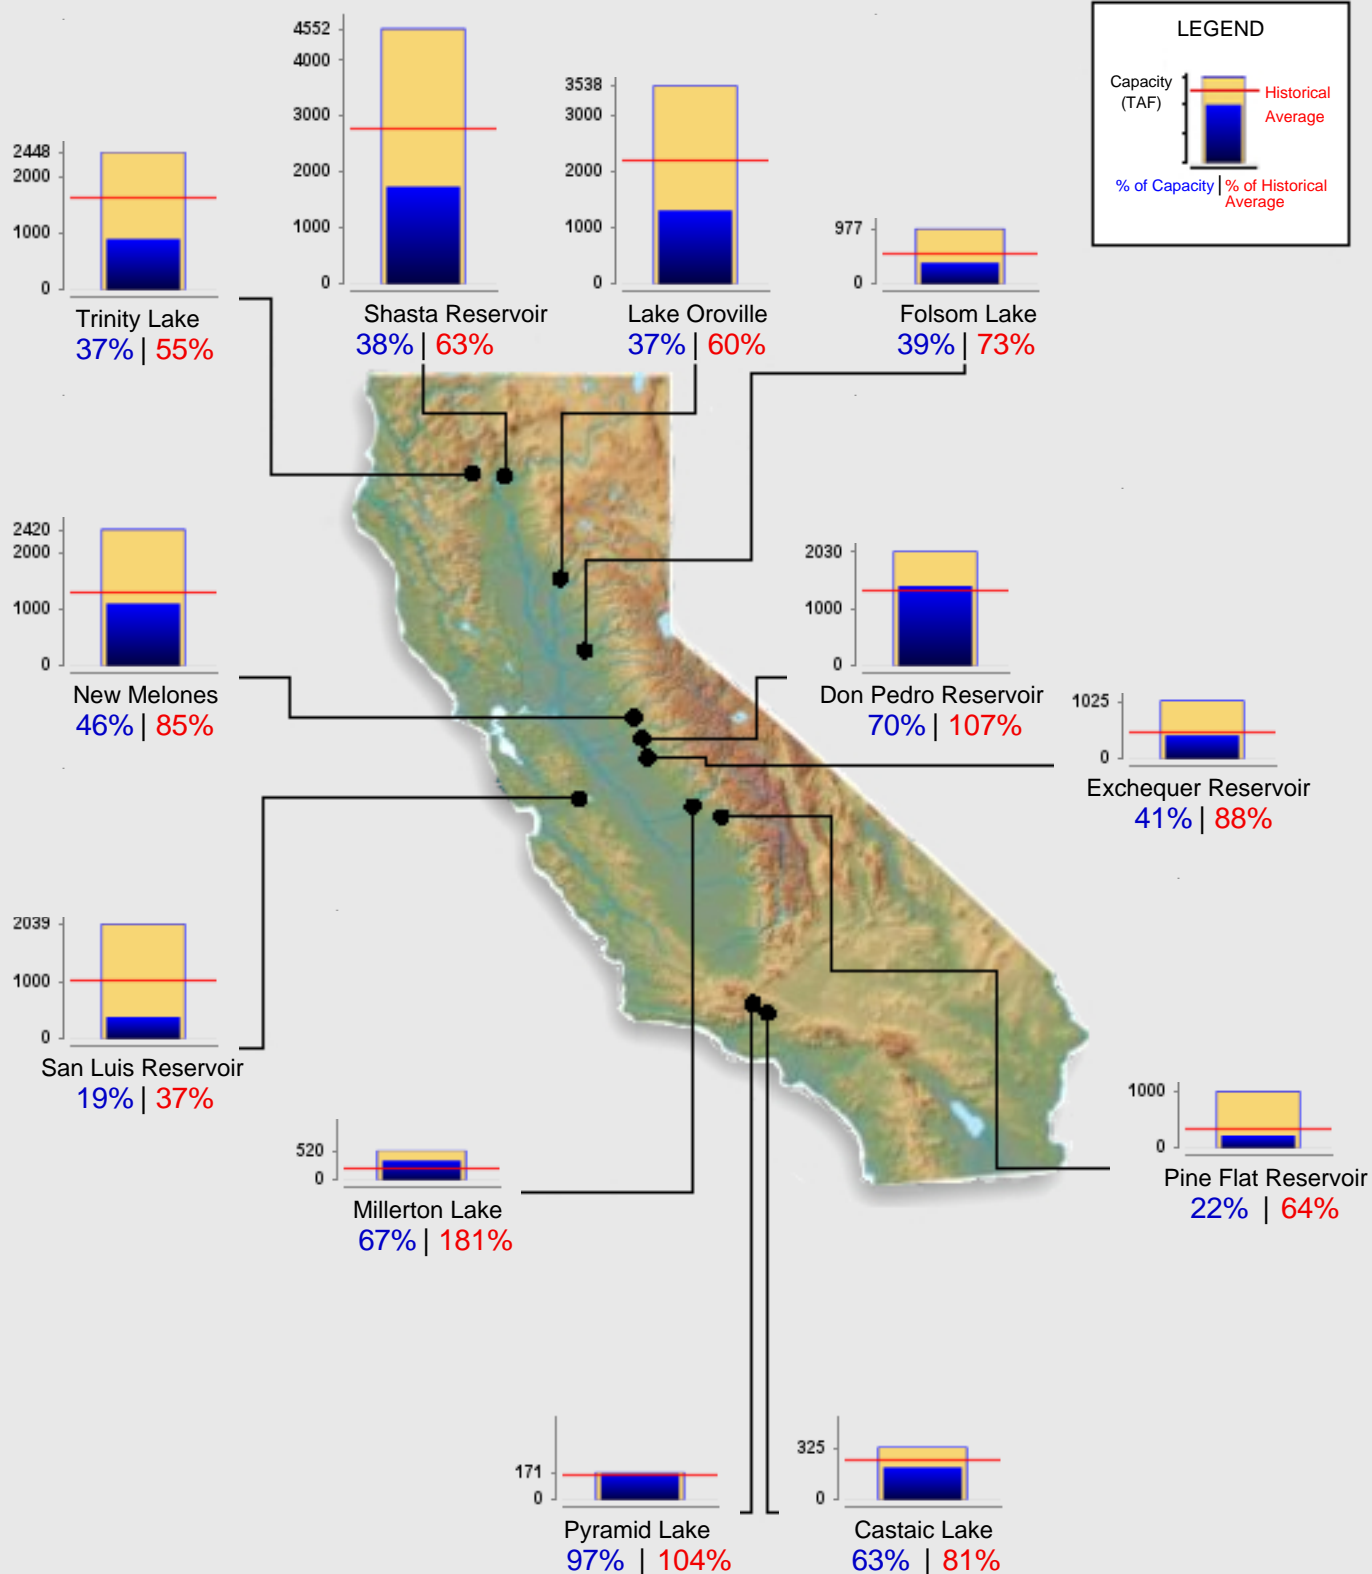 LEGEND
Capacity
(TAF)
Historical
Average
% of Capacity | % of Historical
Average
4552
4000
3000
2000
1000
0
Shasta Reservoir
38% | 63%
3538
3000
2000
1000
0
Lake Oroville
37% | 60%
2448
2000
1000
0
Trinity Lake
37% | 55%
977
0
Folsom Lake
39% | 73%
2420
2000
1000
0
New Melones
46% | 85%
2030
1000
0
Don Pedro Reservoir
70% | 107%
1025
0
Exchequer Reservoir
41% | 88%
2039
1000
0
San Luis Reservoir
19% | 37%
520
0
Millerton Lake
67% | 181%
1000
0
Pine Flat Reservoir
22% | 64%
171
0
Pyramid Lake
97% | 104%
325
0
Castaic Lake
63% | 81%